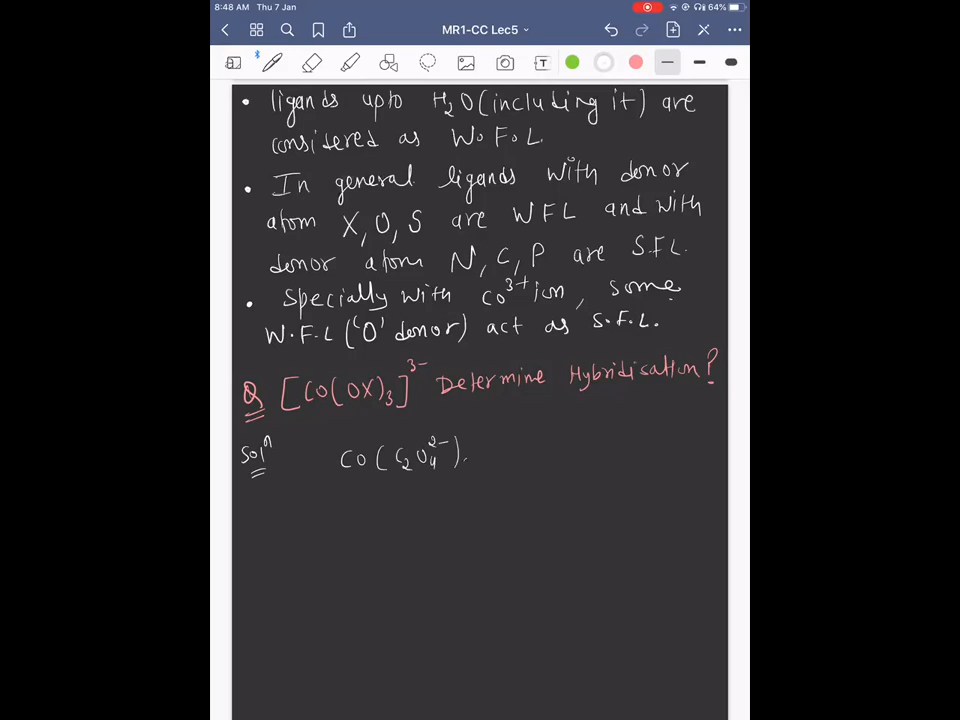 8:48 AM Thu 7 Jan
64%
MR1-CC Lec5
T
• ligands upto H₂O (including it) are
considered as W.F.L.
• In general ligands with donor
atom X, O, S are WFL and with
donor atom N, C, P are S.F.L.
• Specially with Co³⁺ ion, some
W.F.L ('O' donor) act as S.F.L.
Q [CO(OX)₃]³⁻ Determine Hybridisation?
Solⁿ CO(C₂O₄²⁻).